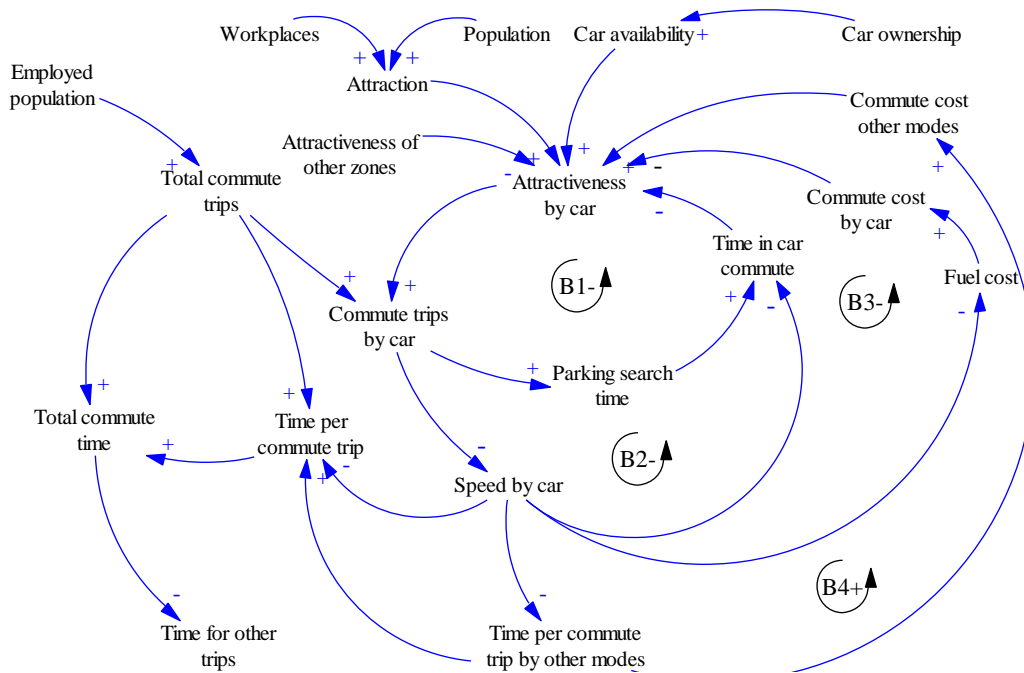 Workplaces
Population
Car availability
+
Car ownership
Employed
population
+
+
Attraction
Commute cost
other modes
Attractiveness of
other zones
+
+
+
Total commute
trips
-
+
+
-
Attractiveness
by car
-
+
Commute cost
by car
+
Time in car
commute
B1-
B3-
Fuel cost
+
+
Commute trips
by car
+
-
-
+
Parking search
time
+
+
Total commute
time
Time per
commute trip
+
-
+
-
B2-
Speed by car
B4+
-
-
Time for other
trips
Time per commute
trip by other modes